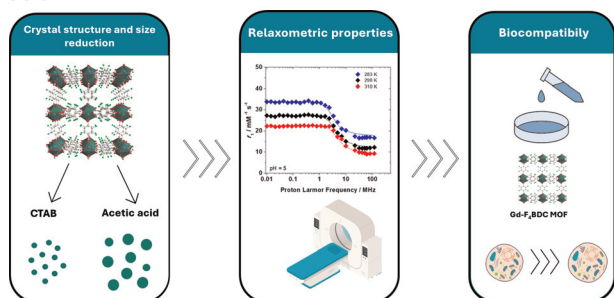 Crystal structure and size
reduction
CTAB
Acetic acid
Relaxometric properties
283 K
298 K
310 K
r₁ / mM⁻¹ s⁻¹
50
40
30
20
10
0
pH = 5
0.01 0.1 1 10 100
Proton Larmor Frequency / MHz
Biocompatibily
Gd-F₄BDC MOF